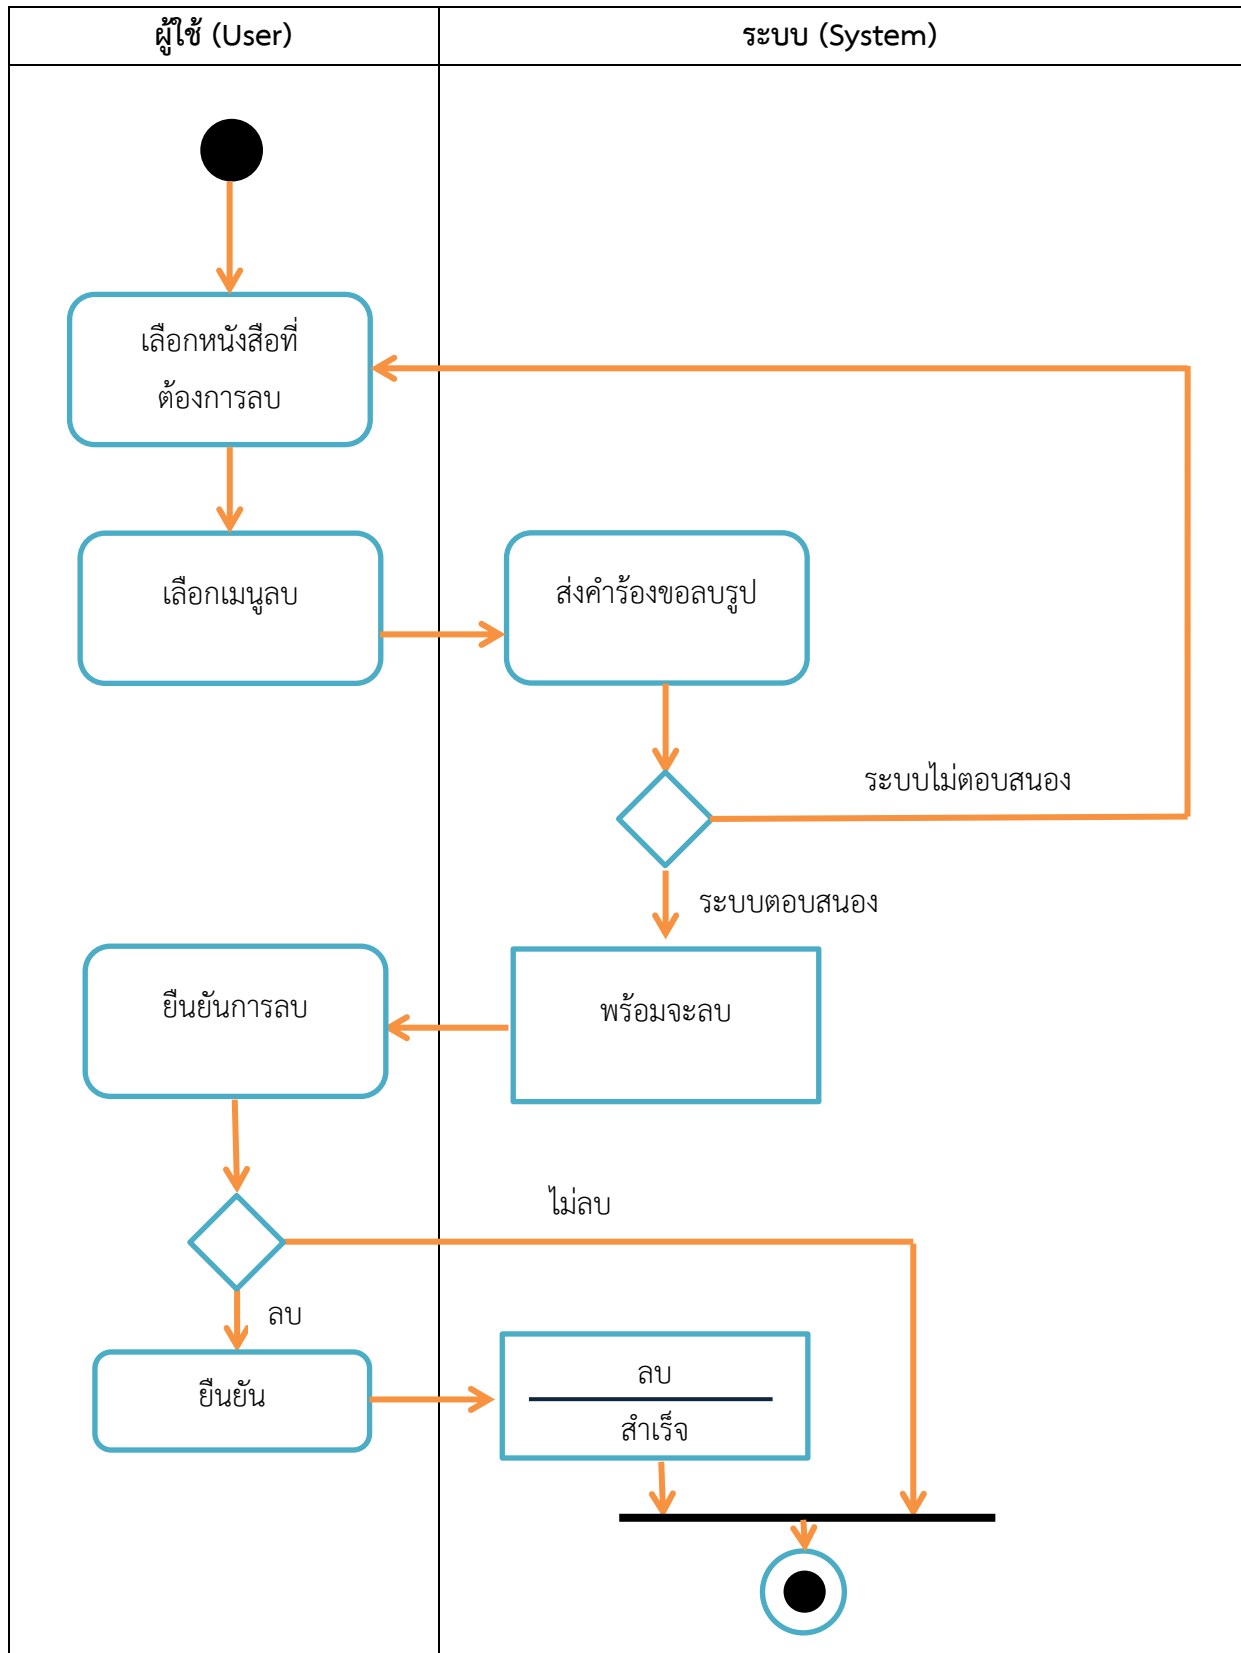 ผู้ใช้ (User)
ระบบ (System)
เลือกหนังสือที่
ต้องการลบ
เลือกเมนูลบ
ส่งคำร้องขอลบรูป
ระบบไม่ตอบสนอง
ระบบตอบสนอง
ยืนยันการลบ
พร้อมจะลบ
ไม่ลบ
ลบ
ยืนยัน
ลบ
สำเร็จ